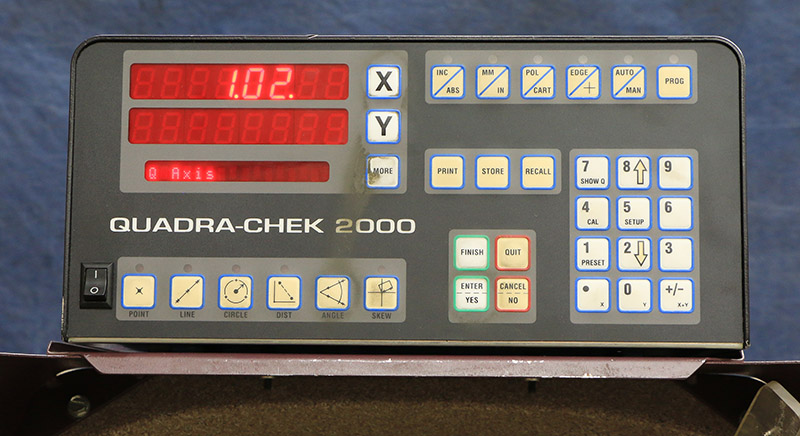 1.02.
X
INC
ABS
MM
IN
POL
CART
EDGE
AUTO
MAN
PROG
Y
Q Axis
MORE
PRINT
STORE
RECALL
7
SHOW Q
8
9
4
CAL
5
SETUP
6
QUADRA-CHEK 2000
FINISH
QUIT
1
PRESET
2
3
I
O
ENTER
YES
CANCEL
NO
.
X
0
Y
+/−
X+Y
POINT
LINE
CIRCLE
DIST
ANGLE
SKEW